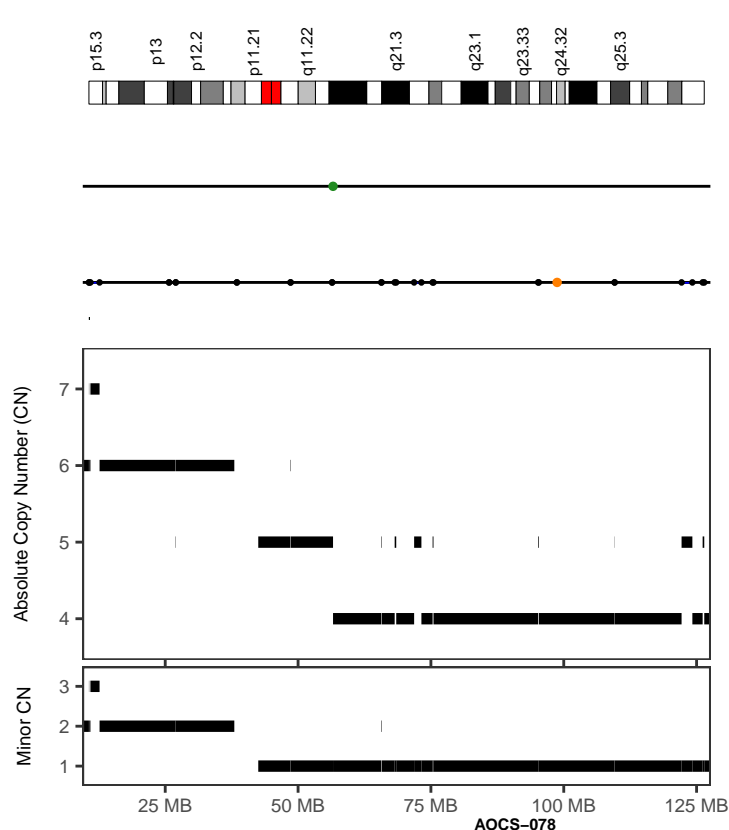 p15.3
p13
p12.2
p11.21
q11.22
q21.3
q23.1
q23.33
q24.32
q25.3
Absolute Copy Number (CN)
7
6
5
4
Minor CN
3
2
1
25 MB 50 MB 75 MB 100 MB 125 MB
AOCS−078